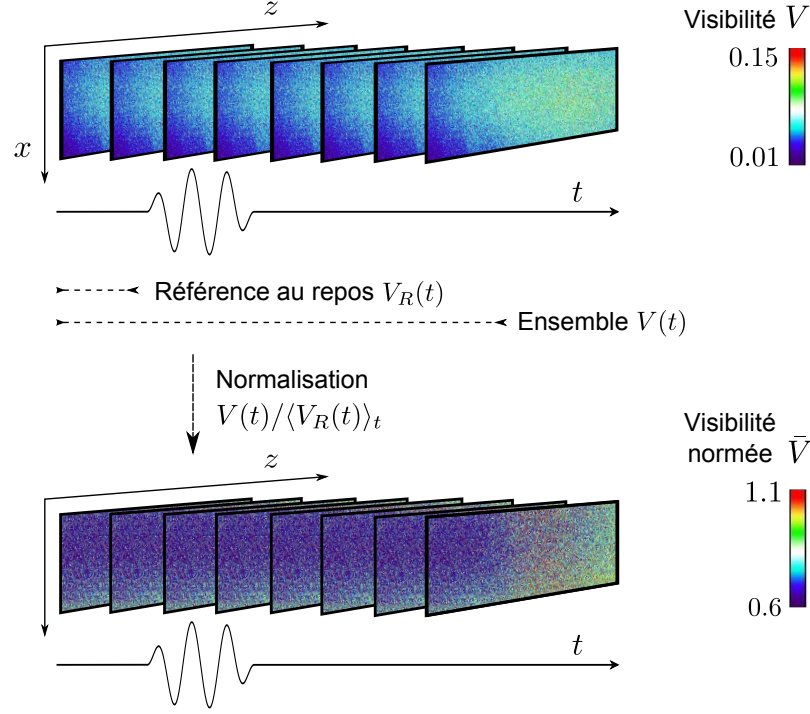 z
Visibilité V
0.15
0.01
x
t
Référence au repos V_R(t)
Ensemble V(t)
Normalisation
V(t)/⟨V_R(t)⟩_t
Visibilité
normée V̄
z
1.1
0.6
x
t